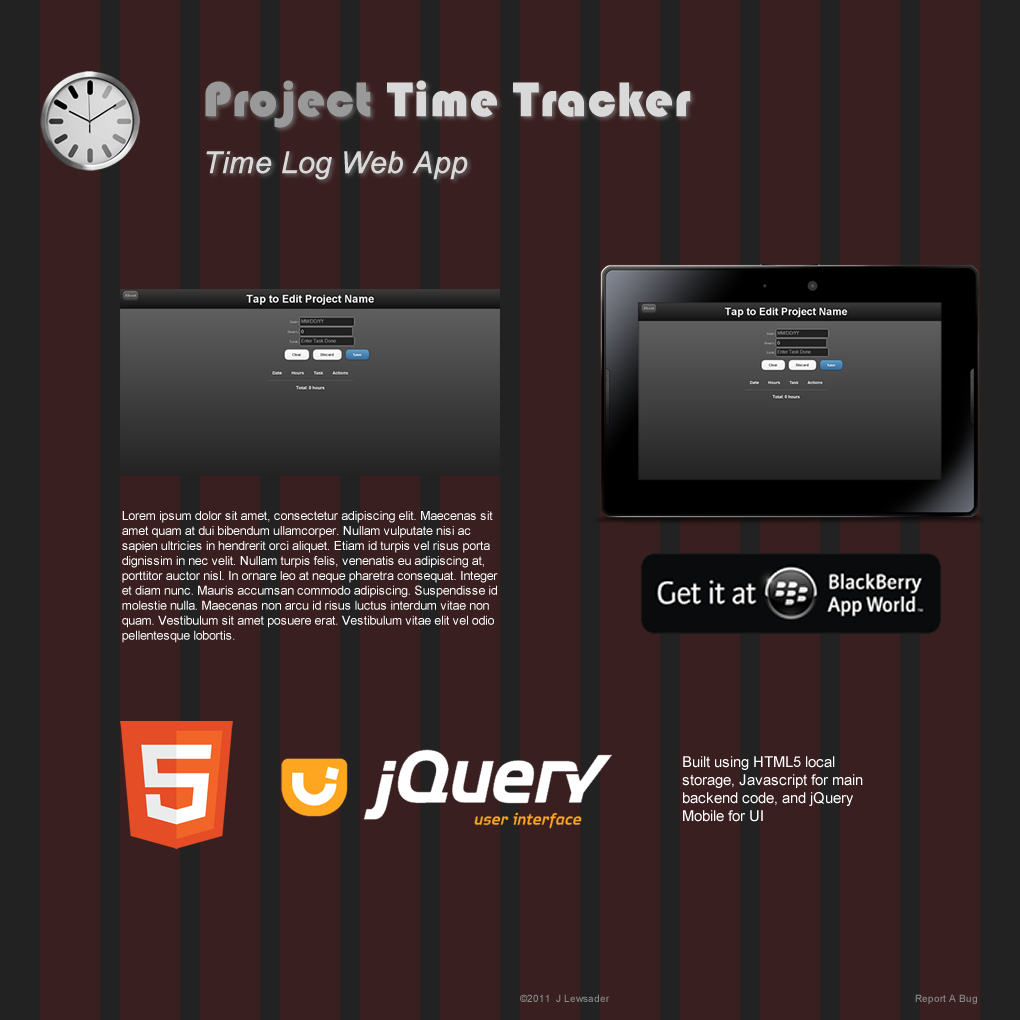 Project Time Tracker
Time Log Web App
About
Tap to Edit Project Name
Date: MM/DD/YY
Hours: 0
Task: Enter Task Done
Clear Discard Save
Date Hours Task Actions
Total: 0 hours
About
Tap to Edit Project Name
Date: MM/DD/YY
Hours: 0
Task: Enter Task Done
Clear Discard Save
Date Hours Task Actions
Total: 0 hours
Lorem ipsum dolor sit amet, consectetur adipiscing elit. Maecenas sit
amet quam at dui bibendum ullamcorper. Nullam vulputate nisi ac
sapien ultricies in hendrerit orci aliquet. Etiam id turpis vel risus porta
dignissim in nec velit. Nullam turpis felis, venenatis eu adipiscing at,
porttitor auctor nisl. In ornare leo at neque pharetra consequat. Integer
et diam nunc. Mauris accumsan commodo adipiscing. Suspendisse id
molestie nulla. Maecenas non arcu id risus luctus interdum vitae non
quam. Vestibulum sit amet posuere erat. Vestibulum vitae elit vel odio
pellentesque lobortis.
Get it at BlackBerry
App World™
5
jQuery
user interface
Built using HTML5 local
storage, Javascript for main
backend code, and jQuery
Mobile for UI
©2011 J Lewsader
Report A Bug